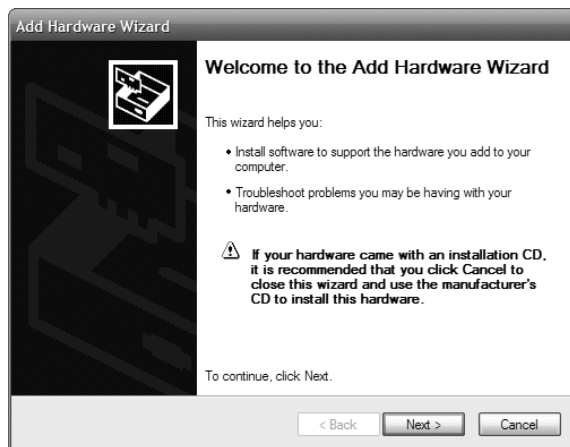 Add Hardware Wizard
Welcome to the Add Hardware Wizard
This wizard helps you:
• Install software to support the hardware you add to your
computer.
• Troubleshoot problems you may be having with your
hardware.
If your hardware came with an installation CD,
it is recommended that you click Cancel to
close this wizard and use the manufacturer's
CD to install this hardware.
To continue, click Next.
< Back Next > Cancel